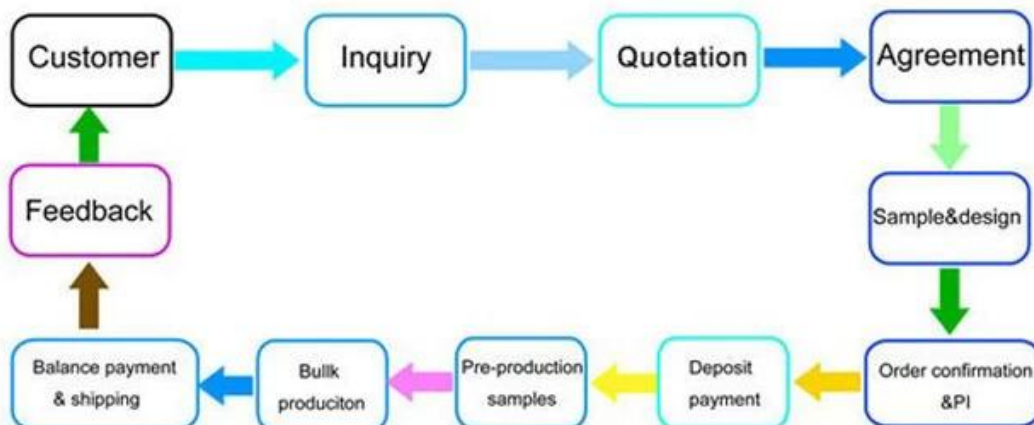 Customer
Inquiry
Quotation
Agreement
Sample&design
Order confirmation
&PI
Deposit
payment
Pre-production
samples
Bullk
produciton
Balance payment
& shipping
Feedback